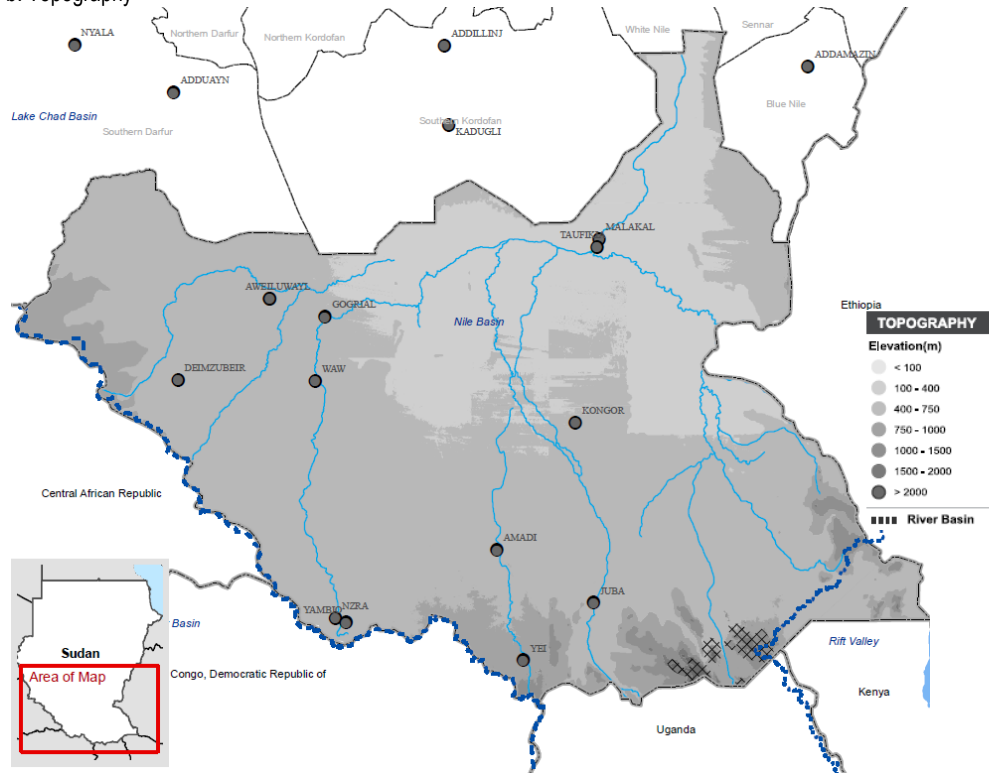 b. Topography
NYALA
Northern Darfur
Northern Kordofan
ADDILLINJ
White Nile
Sennar
ADDAMAZIN
ADDUAYN
Blue Nile
Lake Chad Basin
Southern Darfur
Southern Kordofan
KADUGLI
TAUFIKI
MALAKAL
AWEILUWAYL
GOGRIAL
Nile Basin
Ethiopia
TOPOGRAPHY
Elevation(m)
< 100
100 - 400
400 - 750
750 - 1000
1000 - 1500
1500 - 2000
> 2000
River Basin
DEIMZUBEIR
WAW
KONGOR
Central African Republic
AMADI
JUBA
YAMBIO
NZRA
Basin
YEI
Rift Valley
Sudan
Area of Map
Congo, Democratic Republic of
Kenya
Uganda